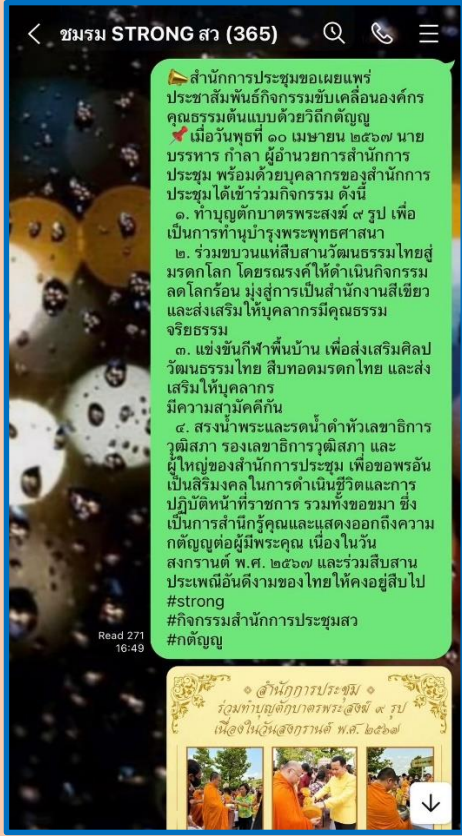 ชมรม STRONG สว (365)
สำนักการประชุมขอเผยแพร่
ประชาสัมพันธ์กิจกรรมขับเคลื่อนองค์กร
คุณธรรมต้นแบบด้วยวิถีกตัญญู
เมื่อวันพุธที่ ๑๐ เมษายน ๒๕๖๗ นาย
บรรหาร กำลา ผู้อำนวยการสำนักการ
ประชุม พร้อมด้วยบุคลากรของสำนักการ
ประชุมได้เข้าร่วมกิจกรรม ดังนี้
๑. ทำบุญตักบาตรพระสงฆ์ ๙ รูป เพื่อ
เป็นการทำนุบำรุงพระพุทธศาสนา
๒. ร่วมขบวนแห่สืบสานวัฒนธรรมไทยสู่
มรดกโลก โดยรณรงค์ให้ดำเนินกิจกรรม
ลดโลกร้อน มุ่งสู่การเป็นสำนักงานสีเขียว
และส่งเสริมให้บุคลากรมีคุณธรรม
จริยธรรม
๓. แข่งขันกีฬาพื้นบ้าน เพื่อส่งเสริมศิลป
วัฒนธรรมไทย สืบทอดมรดกไทย และส่ง
เสริมให้บุคลากร
มีความสามัคคีกัน
๔. สรงน้ำพระและรดน้ำดำหัวเลขาธิการ
วุฒิสภา รองเลขาธิการวุฒิสภา และ
ผู้ใหญ่ของสำนักการประชุม เพื่อขอพรอัน
เป็นสิริมงคลในการดำเนินชีวิตและการ
ปฏิบัติหน้าที่ราชการ รวมทั้งขอขมา ซึ่ง
เป็นการสำนึกรู้คุณและแสดงออกถึงความ
กตัญญูต่อผู้มีพระคุณ เนื่องในวัน
สงกรานต์ พ.ศ. ๒๕๖๗ และร่วมสืบสาน
ประเพณีอันดีงามของไทยให้คงอยู่สืบไป
#strong
#กิจกรรมสำนักการประชุมสว
#กตัญญู
Read 271
16:49
สำนักการประชุม
ร่วมทำบุญตักบาตรพระสงฆ์ ๙ รูป
เนื่องในวันสงกรานต์ พ.ศ. ๒๕๖๗